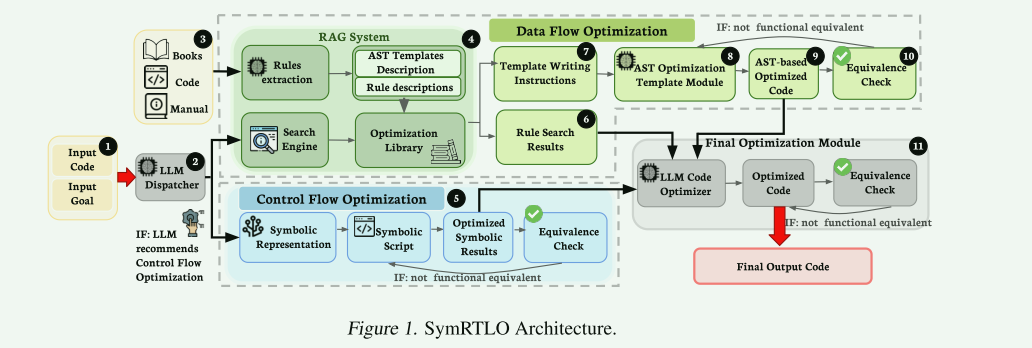 1
Input
Code
Input
Goal
2
LLM
Dispatcher
IF: LLM
recommends
Control Flow
Optimization
3
Books
Code
Manual
RAG System
4
Rules
extraction
AST Templates
Description
Rule descriptions
Search
Engine
Optimization
Library
Data Flow Optimization
IF: not functional equivalent
7
Template Writing
Instructions
8
AST Optimization
Template Module
9
AST-based
Optimized
Code
10
Equivalence
Check
6
Rule Search
Results
Control Flow Optimization
5
Symbolic
Representation
Symbolic
Script
Optimized
Symbolic
Results
Equivalence
Check
IF: not functional equivalent
Final Optimization Module
11
LLM Code
Optimizer
Optimized
Code
Equivalence
Check
IF: not functional equivalent
Final Output Code
Figure 1. SymRTLO Architecture.